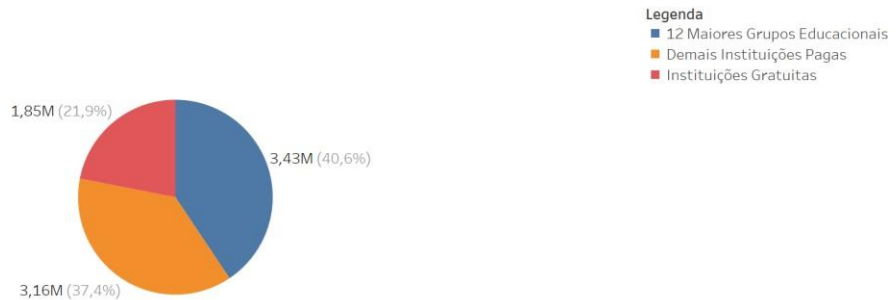 Legenda
12 Maiores Grupos Educacionais
Demais Instituições Pagas
Instituições Gratuitas
1,85M (21,9%)
3,43M (40,6%)
3,16M (37,4%)